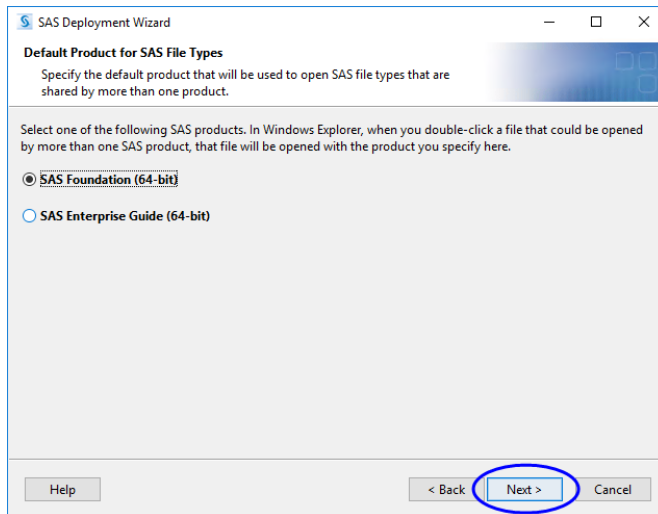 SAS Deployment Wizard
Default Product for SAS File Types
Specify the default product that will be used to open SAS file types that are
shared by more than one product.
Select one of the following SAS products. In Windows Explorer, when you double-click a file that could be opened
by more than one SAS product, that file will be opened with the product you specify here.
SAS Foundation (64-bit)
SAS Enterprise Guide (64-bit)
Help
< Back
Next >
Cancel